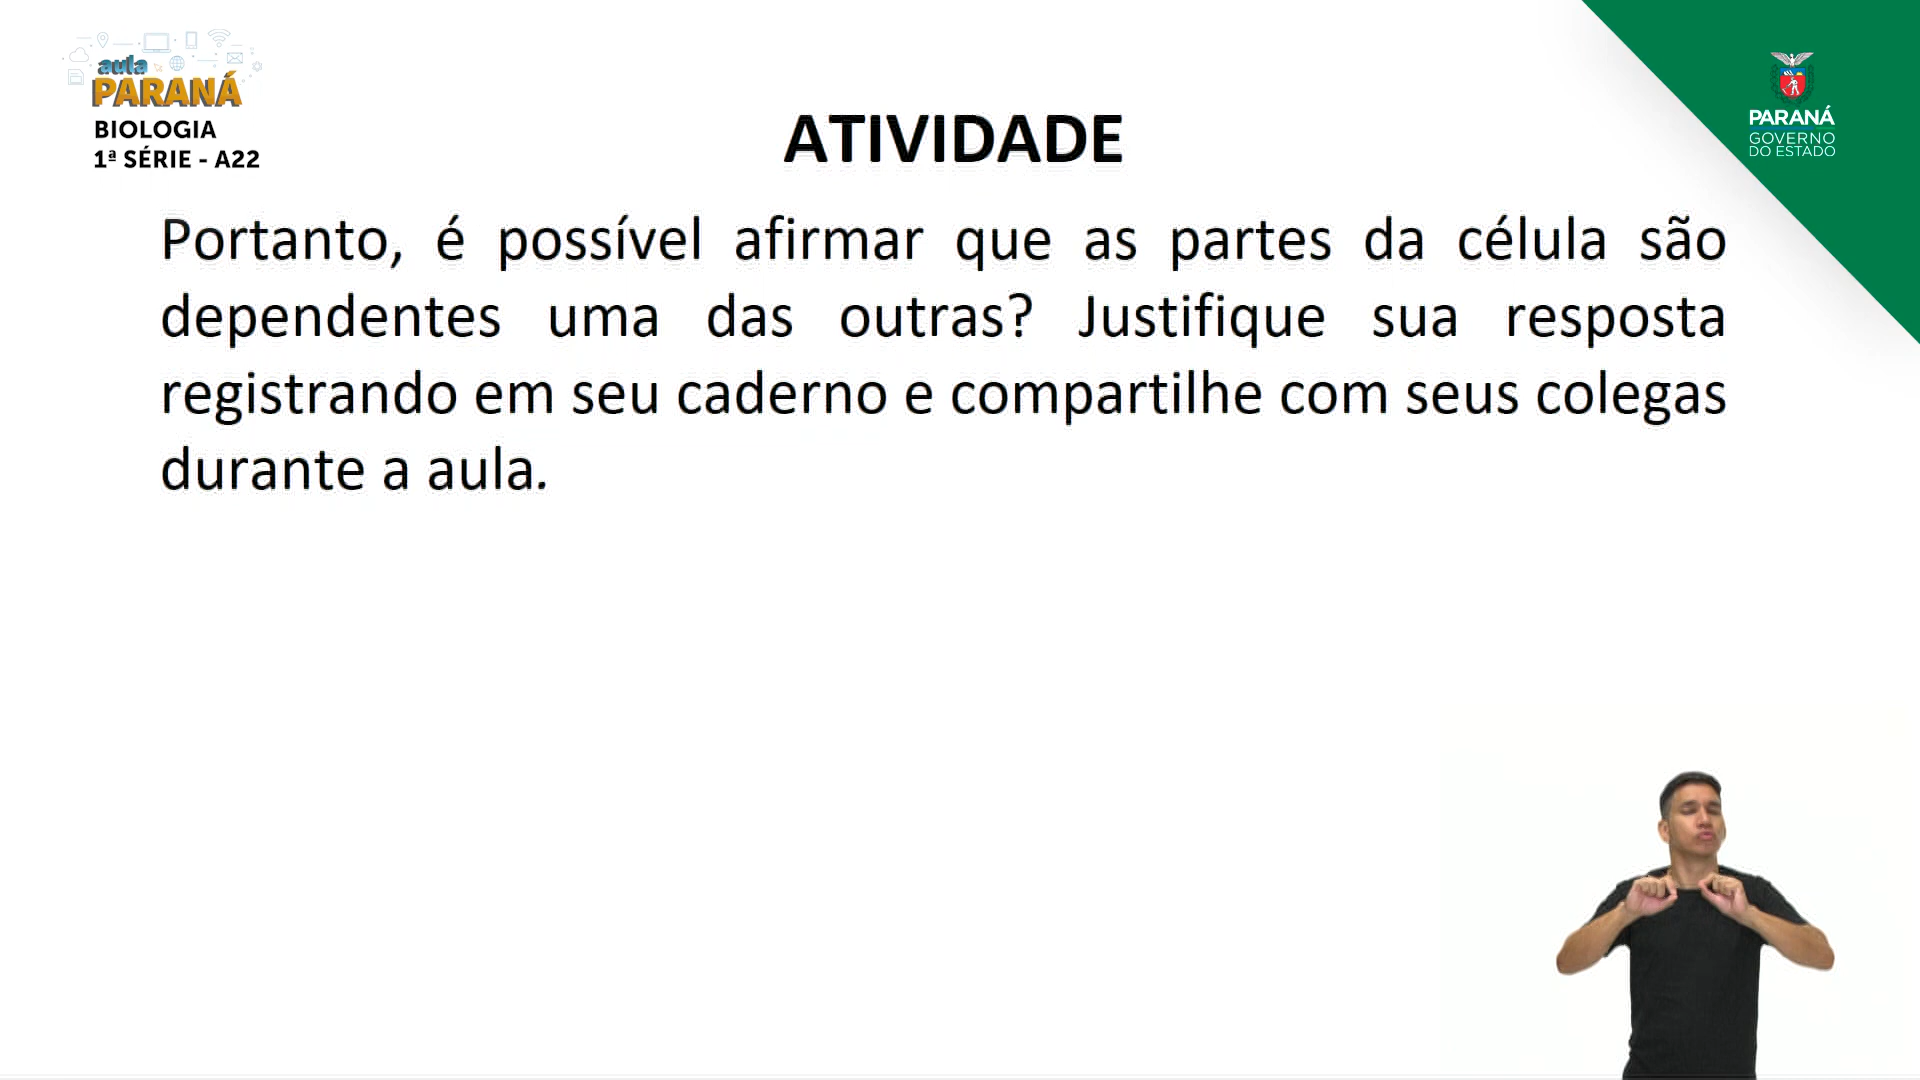 aula
PARANÁ
BIOLOGIA
1ª SÉRIE - A22
PARANÁ
GOVERNO
DO ESTADO
ATIVIDADE
Portanto, é possível afirmar que as partes da célula são
dependentes uma das outras? Justifique sua resposta
registrando em seu caderno e compartilhe com seus colegas
durante a aula.